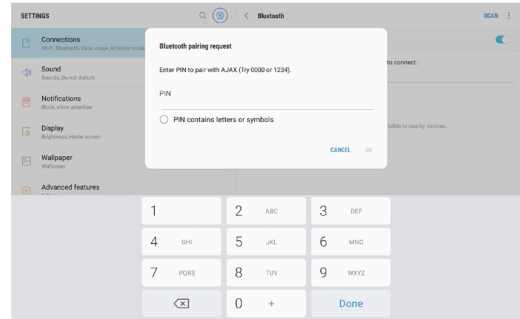 SETTINGS
Bluetooth
SCAN
Connections
Wi-Fi, Bluetooth, Data usage, Airplane mode
Sound
Sounds, Do not disturb
Notifications
Block, allow, prioritize
Display
Brightness, Home screen
Wallpaper
Wallpaper
Advanced features
Bluetooth pairing request
Enter PIN to pair with AJAX (Try 0000 or 1234).
PIN
PIN contains letters or symbols
CANCEL OK
to connect.
visible to nearby devices.
1 2 ABC 3 DEF
4 GHI 5 JKL 6 MNO
7 PQRS 8 TUV 9 WXYZ
0 + Done